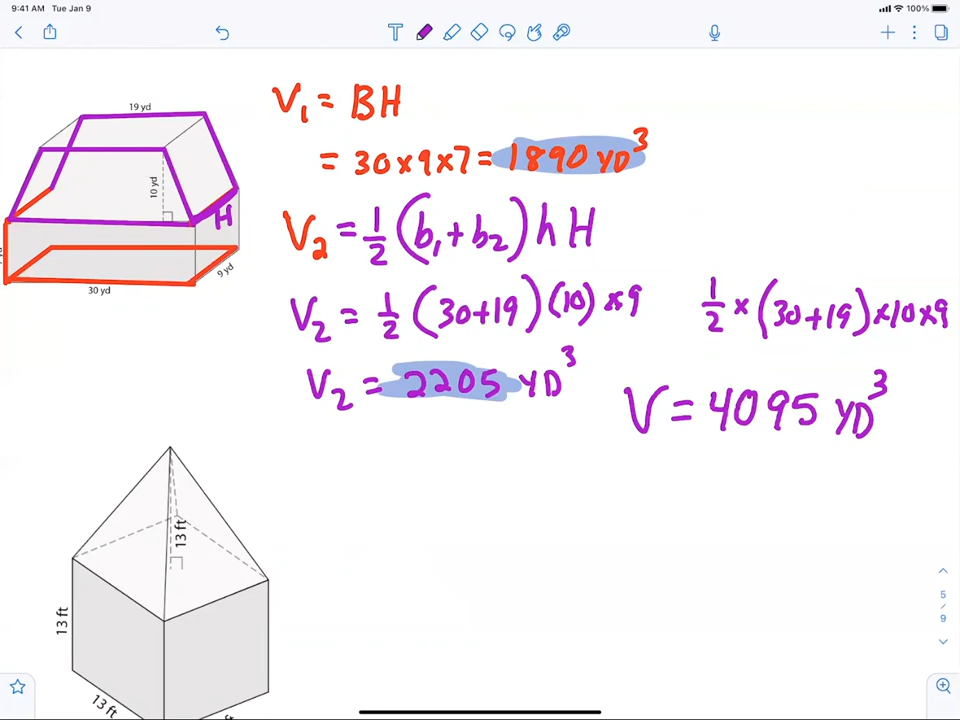 9:41 AM Tue Jan 9
100%
T
19 yd
10 yd
H
9 yd
30 yd
V1 = BH
= 30 × 9 × 7 = 1890 YD³
V2 = 1/2 (b1 + b2) h H
V2 = 1/2 (30+19)(10) × 9
1/2 × (30+19) × 10 × 9
V2 = 2205 YD³
V = 4095 YD³
13 ft
13 ft
13 ft
5
/
9